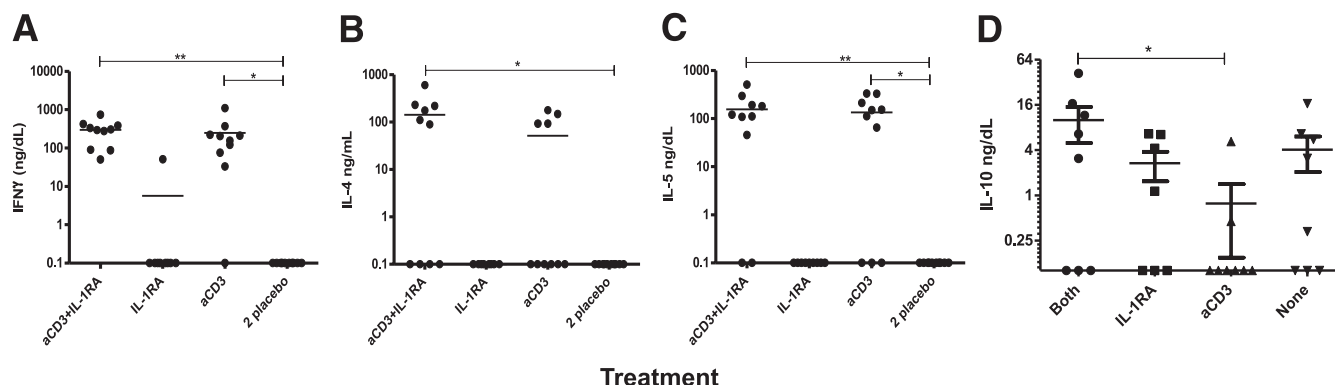 A
IFNY (ng/dL)
10000
1000
100
10
1
0.1
**
*
aCD3+IL-1RA
IL-1RA
aCD3
2 placebo
B
IL-4 ng/mL
1000
100
10
1
0.1
*
aCD3+IL-1RA
IL-1RA
aCD3
2 placebo
C
IL-5 ng/dL
1000
100
10
1
0.1
**
*
aCD3+IL-1RA
IL-1RA
aCD3
2 placebo
D
IL-10 ng/dL
64
16
4
1
0.25
*
Both
IL-1RA
aCD3
None
Treatment